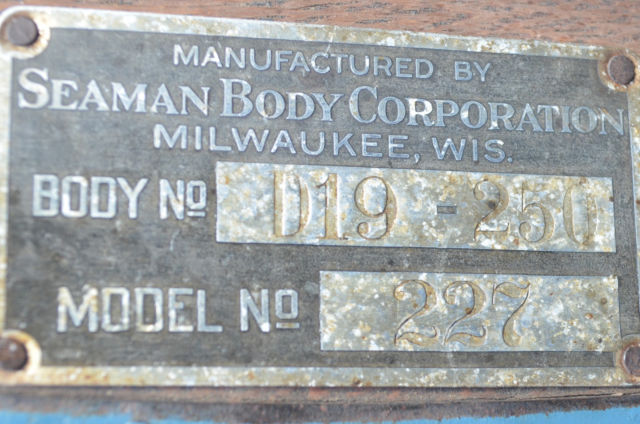 MANUFACTURED BY
SEAMAN BODY CORPORATION
MILWAUKEE, WIS.
BODY Nº D19-250
MODEL Nº 227